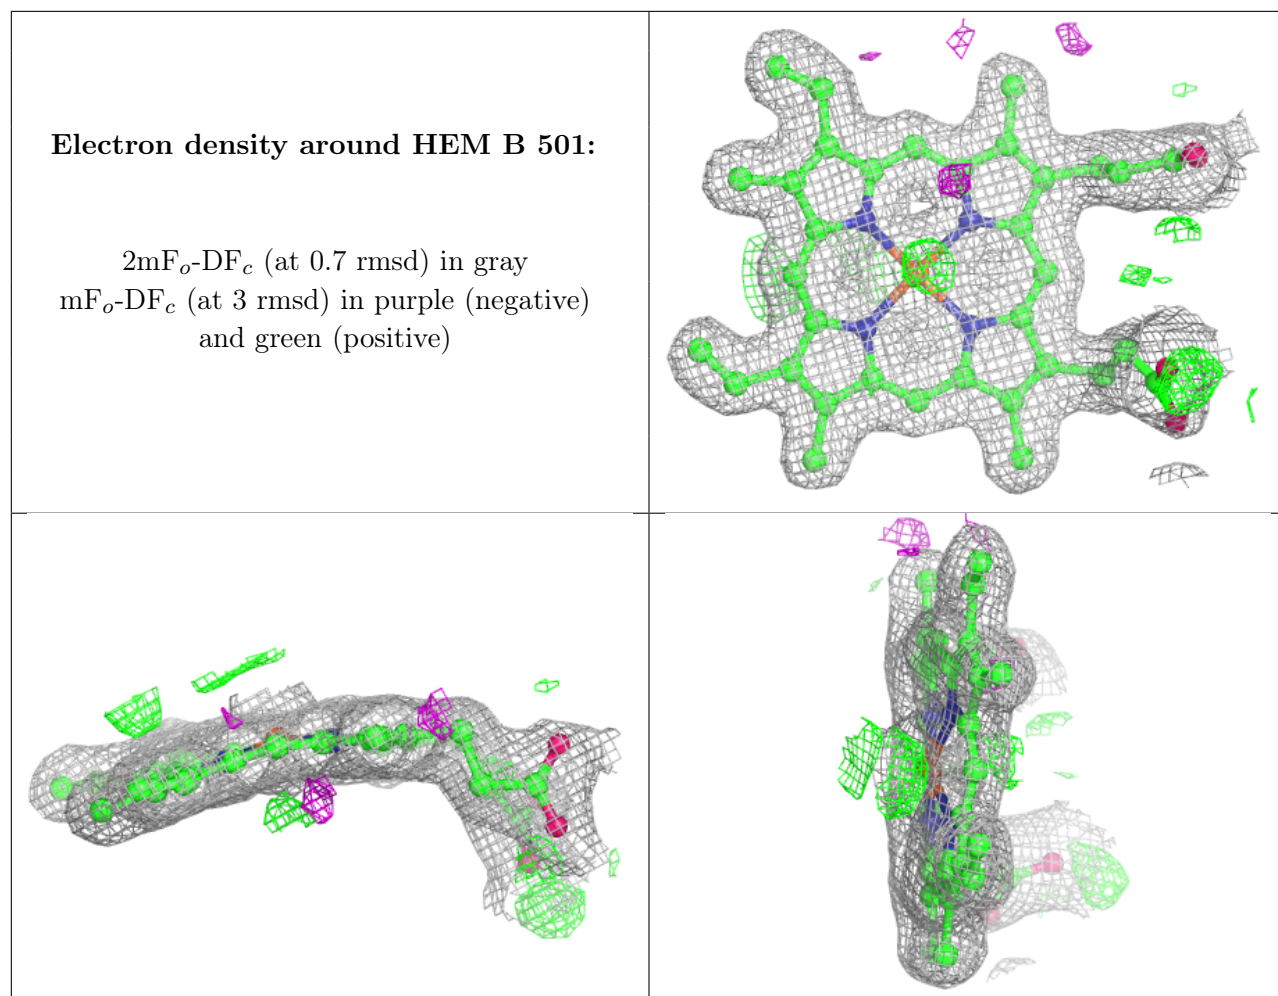 Electron density around HEM B 501:
2mFo-DFc (at 0.7 rmsd) in gray
mFo-DFc (at 3 rmsd) in purple (negative)
and green (positive)